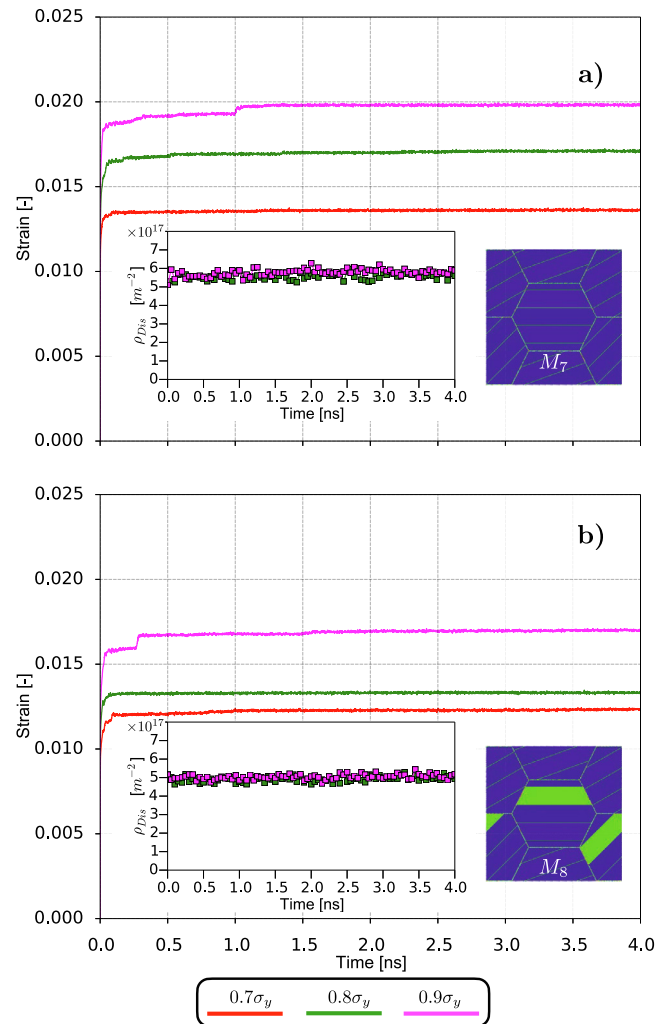 0.025
a)
0.020
0.015
0.010
0.005
0.000
Strain [-]
×10¹⁷
7
6
5
4
3
2
1
0
ρ_Dis [m⁻²]
0.0 0.5 1.0 1.5 2.0 2.5 3.0 3.5 4.0
Time [ns]
M₇
0.025
b)
0.020
0.015
0.010
0.005
0.000
Strain [-]
×10¹⁷
7
6
5
4
3
2
1
0
ρ_Dis [m⁻²]
0.0 0.5 1.0 1.5 2.0 2.5 3.0 3.5 4.0
Time [ns]
M₈
0.0 0.5 1.0 1.5 2.0 2.5 3.0 3.5 4.0
Time [ns]
0.7σ_y 0.8σ_y 0.9σ_y